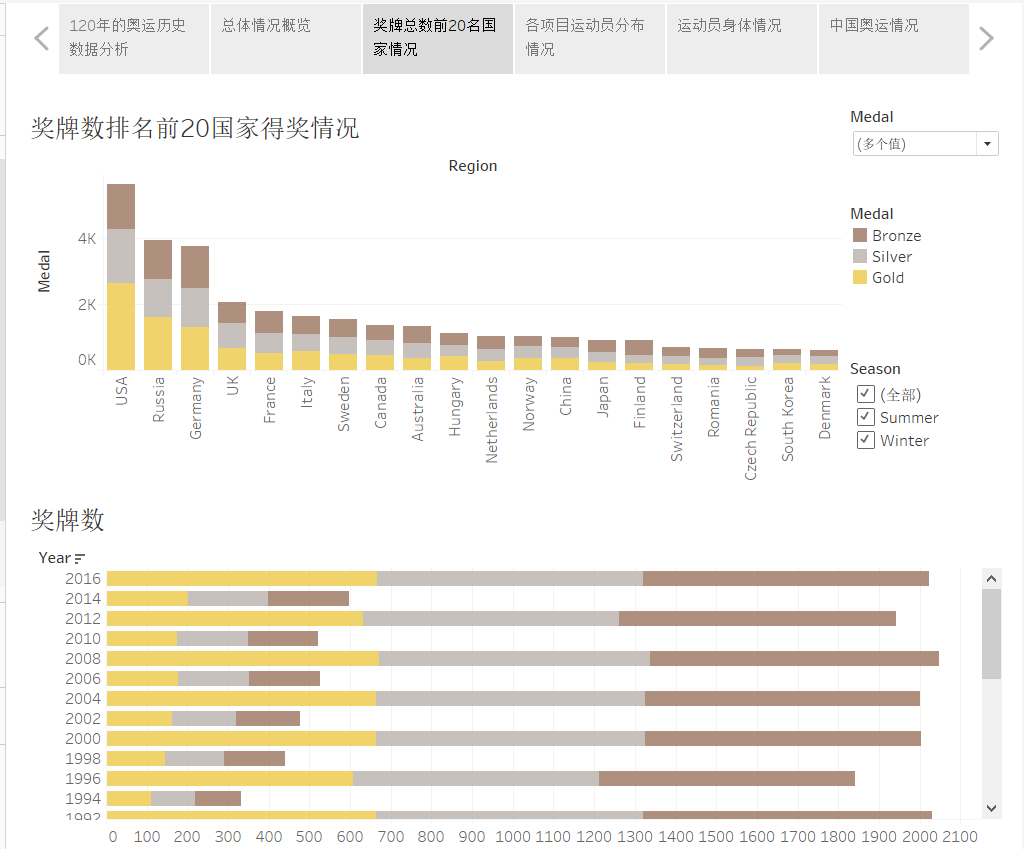 120年的奥运历史
数据分析
总体情况概览
奖牌总数前20名国
家情况
各项目运动员分布
情况
运动员身体情况
中国奥运情况
奖牌数排名前20国家得奖情况
Medal
(多个值)
Region
Medal
4K
2K
0K
Medal
Bronze
Silver
Gold
USA
Russia
Germany
UK
France
Italy
Sweden
Canada
Australia
Hungary
Netherlands
Norway
China
Japan
Finland
Switzerland
Romania
Czech Republic
South Korea
Denmark
Season
(全部)
Summer
Winter
奖牌数
Year
2016
2014
2012
2010
2008
2006
2004
2002
2000
1998
1996
1994
1992
0 100 200 300 400 500 600 700 800 900 1000 1100 1200 1300 1400 1500 1600 1700 1800 1900 2000 2100